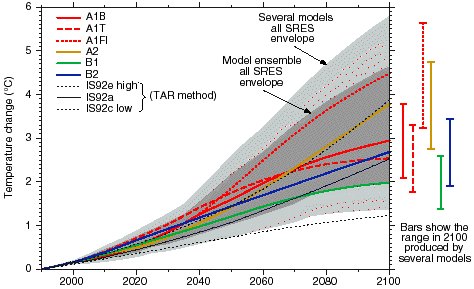 6
5
4
3
2
1
0
Temperature change (°C)
A1B
A1T
A1FI
A2
B1
B2
IS92e high
IS92a
IS92c low
(TAR method)
Several models
all SRES
envelope
Model ensemble
all SRES
envelope
2000
2020
2040
2060
2080
2100
Bars show the
range in 2100
produced by
several models